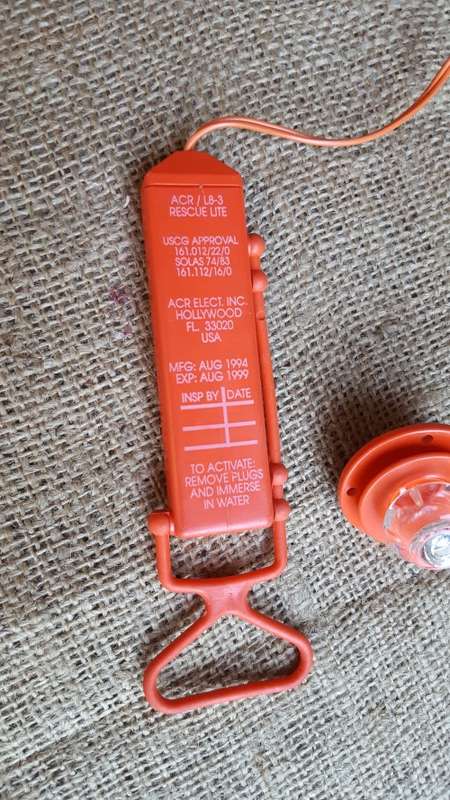 ACR / L8-3
RESCUE LITE
USCG APPROVAL
161.012/22/0
SOLAS 74/83
161.112/16/0
ACR ELECT. INC.
HOLLYWOOD
FL. 33020
USA
MFG: AUG 1994
EXP: AUG 1999
INSP BY DATE
TO ACTIVATE:
REMOVE PLUGS
AND IMMERSE
IN WATER